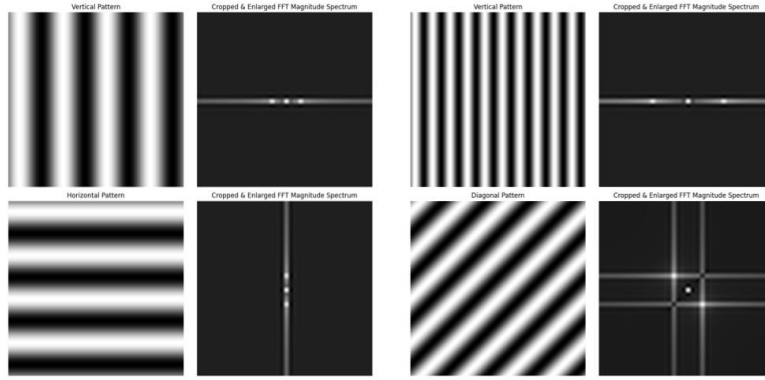 Vertical Pattern
Cropped & Enlarged FFT Magnitude Spectrum
Vertical Pattern
Cropped & Enlarged FFT Magnitude Spectrum
Horizontal Pattern
Cropped & Enlarged FFT Magnitude Spectrum
Diagonal Pattern
Cropped & Enlarged FFT Magnitude Spectrum